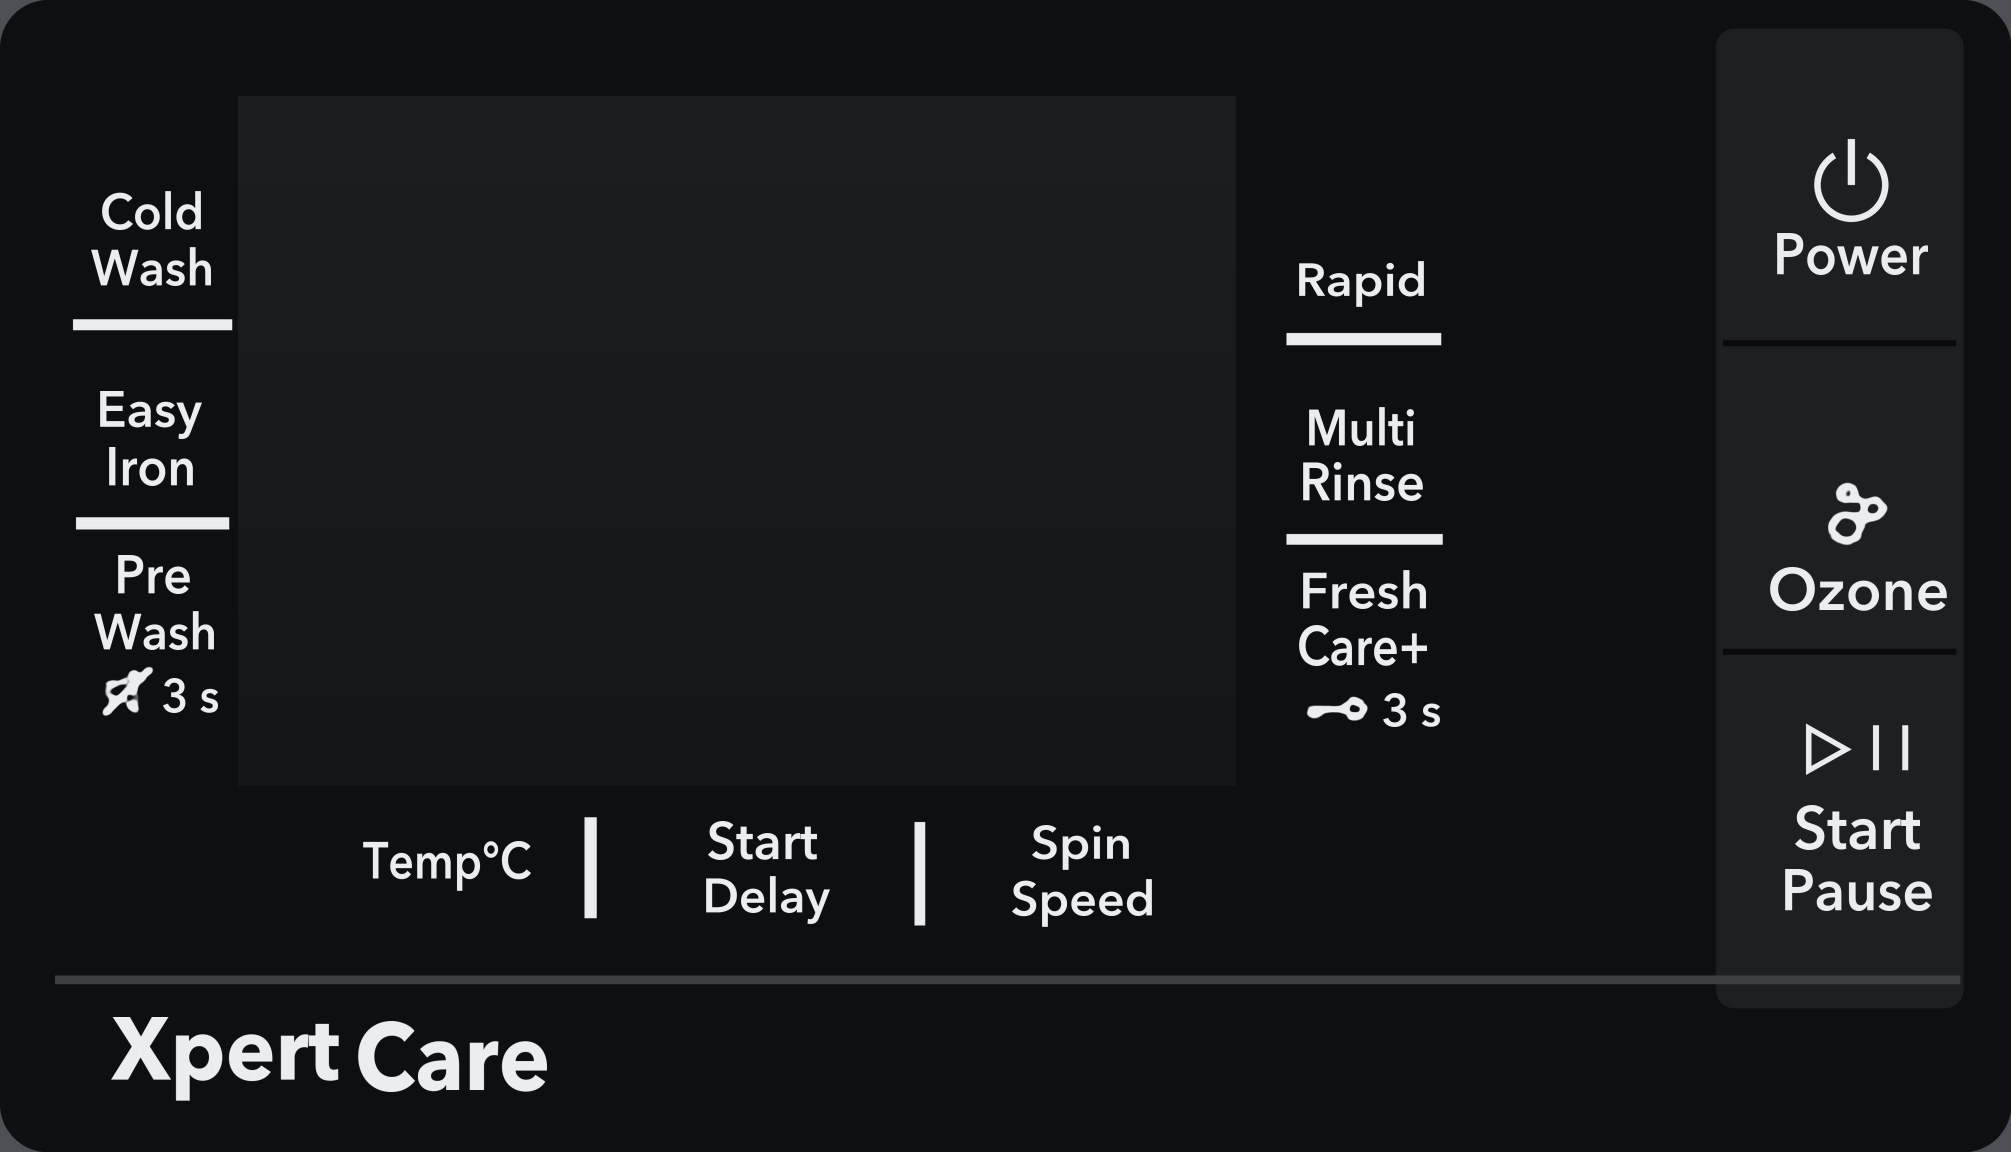 Cold
Wash
Easy
Iron
Pre
Wash
3 s
Rapid
Multi
Rinse
Fresh
Care+
3 s
Temp°C
Start
Delay
Spin
Speed
Power
Ozone
Start
Pause
Xpert Care